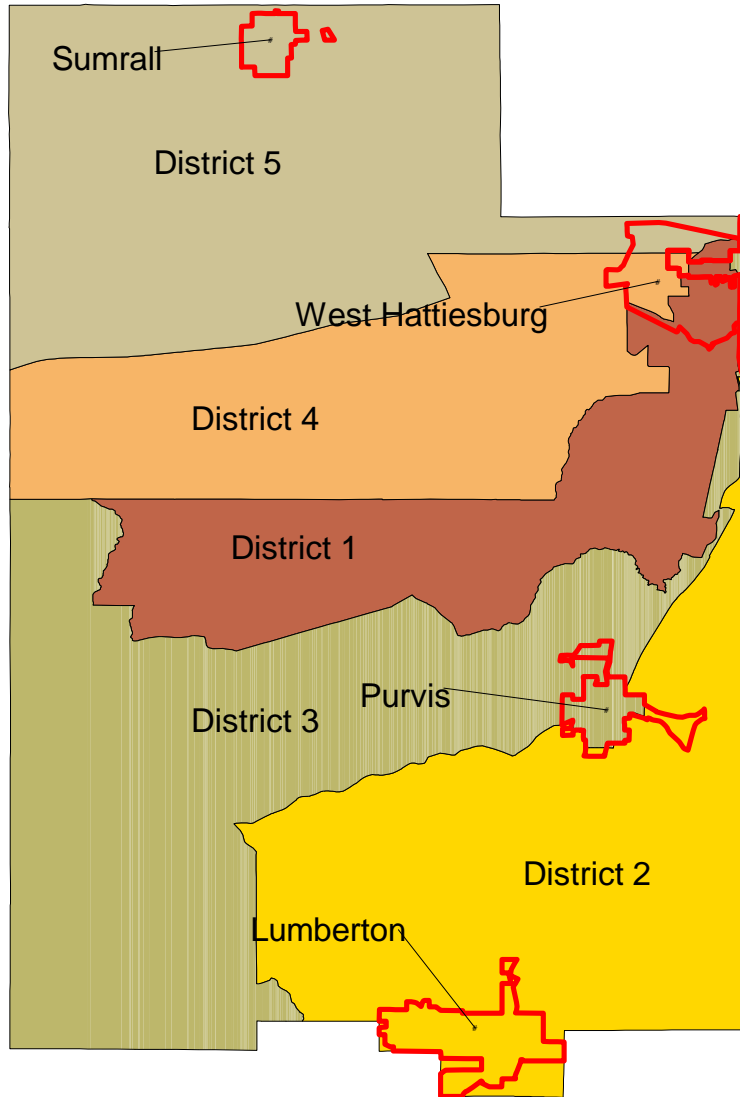 Sumrall
District 5
West Hattiesburg
District 4
District 1
Purvis
District 3
District 2
Lumberton